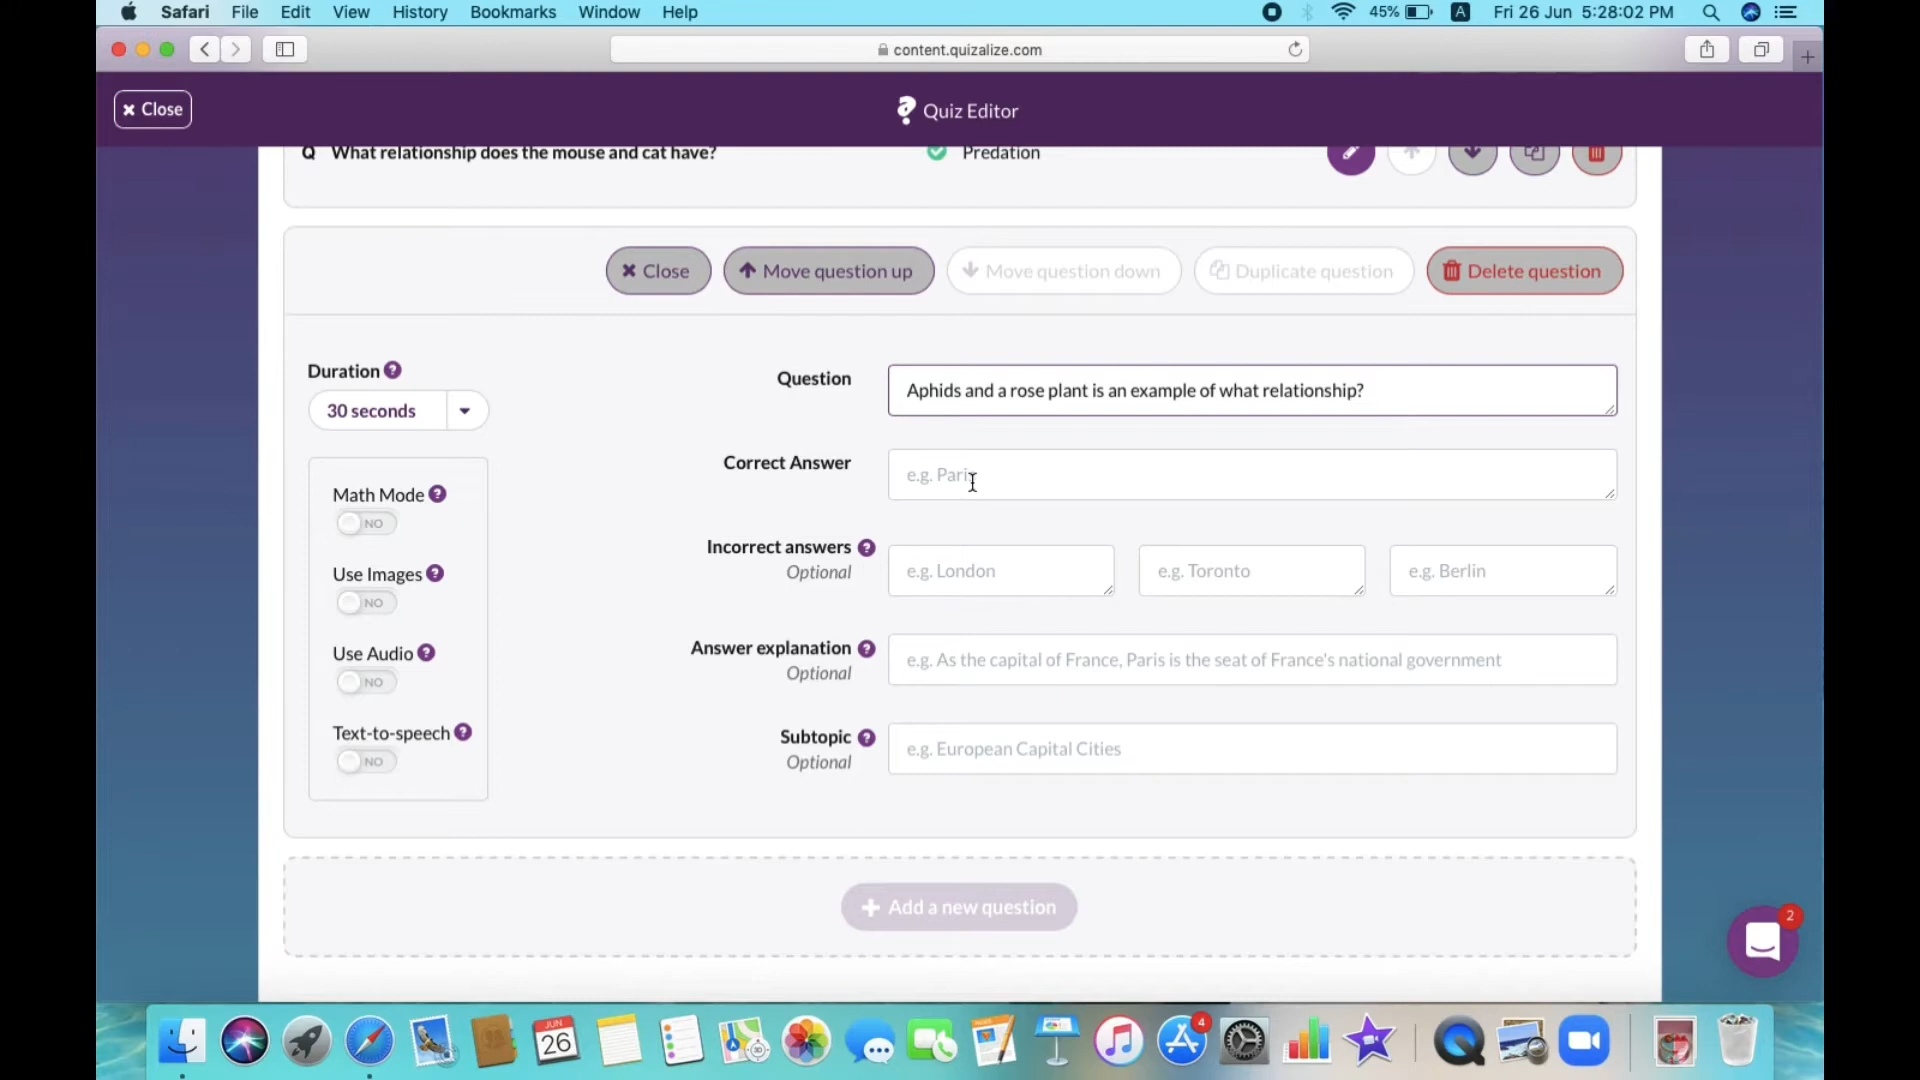 Safari File Edit View History Bookmarks Window Help 45% A Fri 26 Jun 5:28:02 PM
content.quizalize.com
Close
Quiz Editor
Q What relationship does the mouse and cat have? Predation
Close Move question up Move question down Duplicate question Delete question
Duration ?
30 seconds
Question Aphids and a rose plant is an example of what relationship?
Correct Answer e.g. Paris
Math Mode ?
NO
Incorrect answers ? e.g. London e.g. Toronto e.g. Berlin
Optional
Use Images ?
NO
Use Audio ?
NO
Answer explanation ? e.g. As the capital of France, Paris is the seat of France's national government
Optional
Text-to-speech ?
NO
Subtopic ? e.g. European Capital Cities
Optional
+ Add a new question
2
JUN
26
4